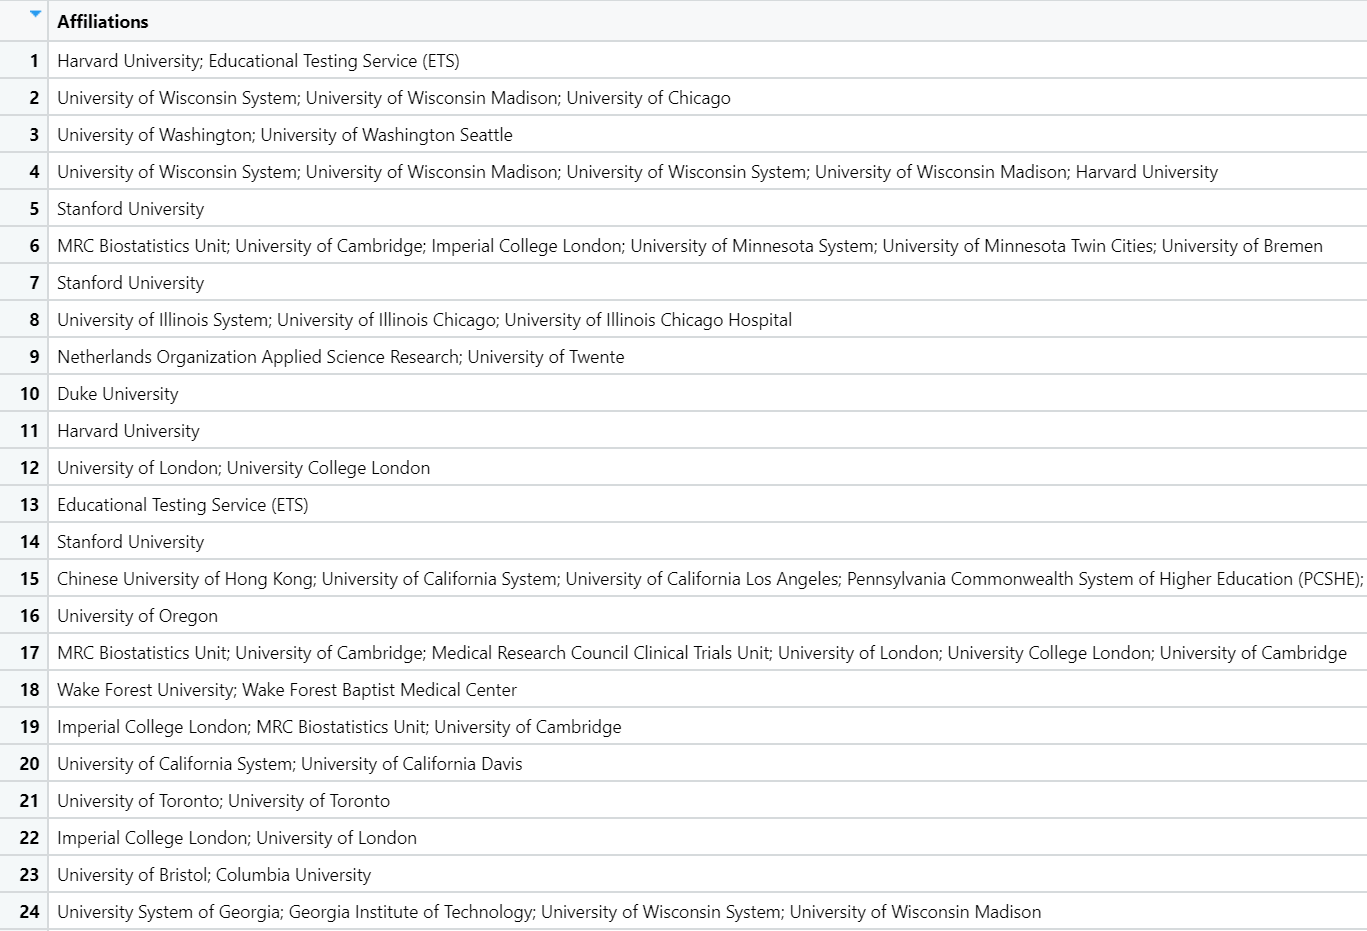 Affiliations
1 Harvard University; Educational Testing Service (ETS)
2 University of Wisconsin System; University of Wisconsin Madison; University of Chicago
3 University of Washington; University of Washington Seattle
4 University of Wisconsin System; University of Wisconsin Madison; University of Wisconsin System; University of Wisconsin Madison; Harvard University
5 Stanford University
6 MRC Biostatistics Unit; University of Cambridge; Imperial College London; University of Minnesota System; University of Minnesota Twin Cities; University of Bremen
7 Stanford University
8 University of Illinois System; University of Illinois Chicago; University of Illinois Chicago Hospital
9 Netherlands Organization Applied Science Research; University of Twente
10 Duke University
11 Harvard University
12 University of London; University College London
13 Educational Testing Service (ETS)
14 Stanford University
15 Chinese University of Hong Kong; University of California System; University of California Los Angeles; Pennsylvania Commonwealth System of Higher Education (PCSHE);
16 University of Oregon
17 MRC Biostatistics Unit; University of Cambridge; Medical Research Council Clinical Trials Unit; University of London; University College London; University of Cambridge
18 Wake Forest University; Wake Forest Baptist Medical Center
19 Imperial College London; MRC Biostatistics Unit; University of Cambridge
20 University of California System; University of California Davis
21 University of Toronto; University of Toronto
22 Imperial College London; University of London
23 University of Bristol; Columbia University
24 University System of Georgia; Georgia Institute of Technology; University of Wisconsin System; University of Wisconsin Madison